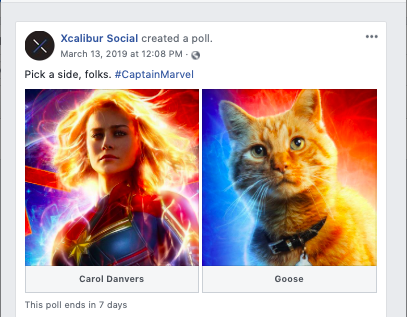 Xcalibur Social created a poll.
March 13, 2019 at 12:08 PM ·
Pick a side, folks. #CaptainMarvel
Carol Danvers
Goose
This poll ends in 7 days